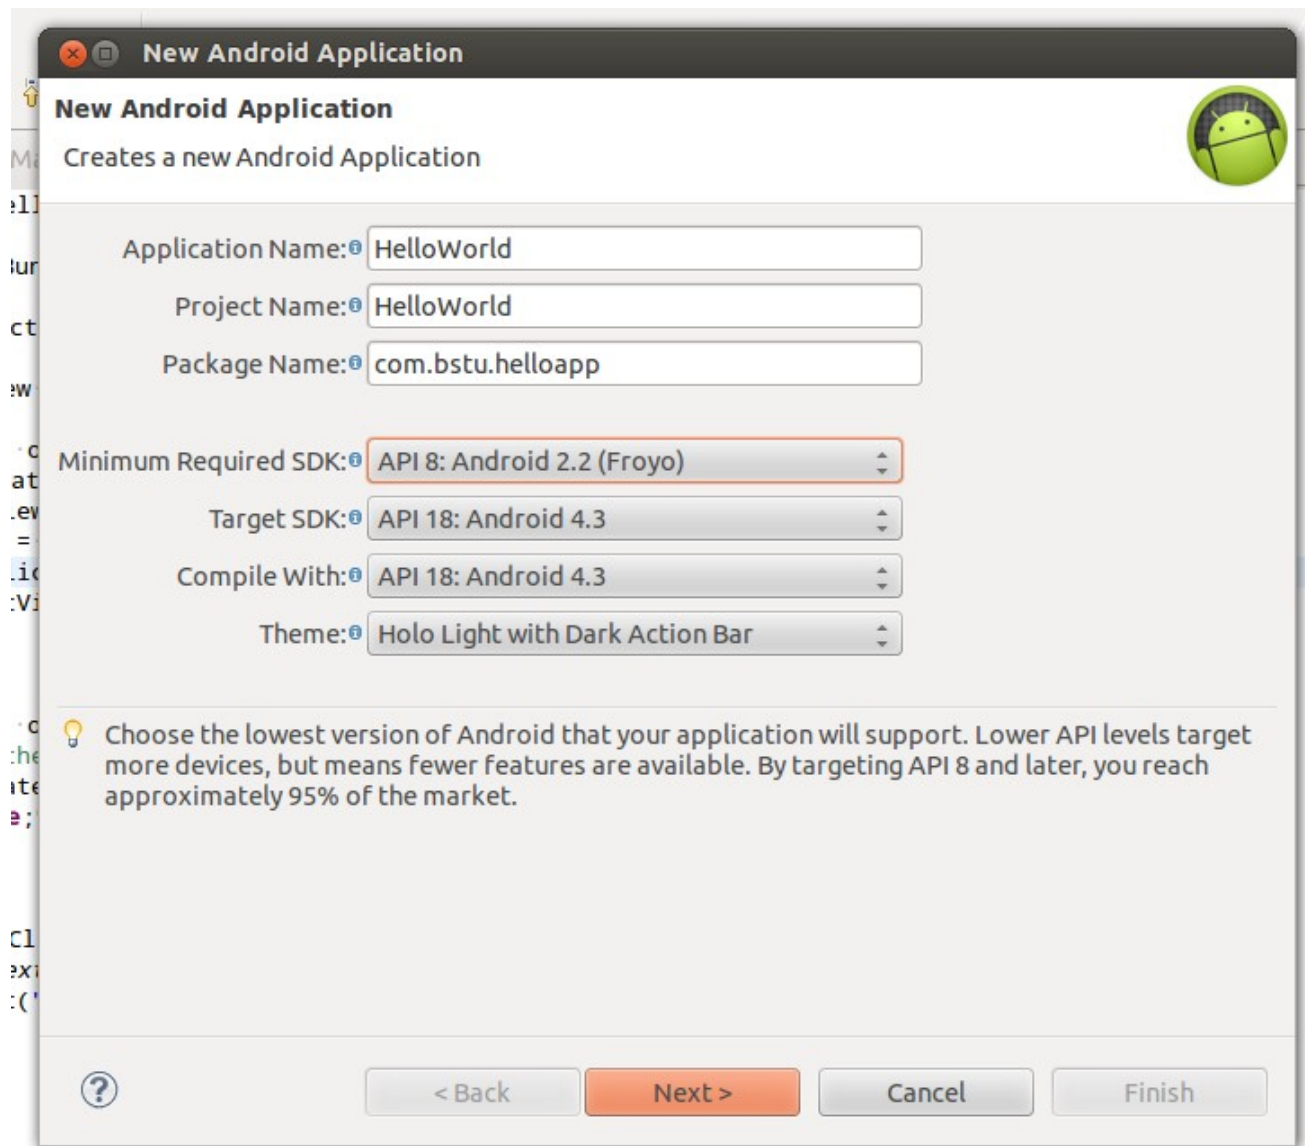 New Android Application
New Android Application
Creates a new Android Application
Application Name: HelloWorld
Project Name: HelloWorld
Package Name: com.bstu.helloapp
Minimum Required SDK: API 8: Android 2.2 (Froyo)
Target SDK: API 18: Android 4.3
Compile With: API 18: Android 4.3
Theme: Holo Light with Dark Action Bar
Choose the lowest version of Android that your application will support. Lower API levels target
more devices, but means fewer features are available. By targeting API 8 and later, you reach
approximately 95% of the market.
? < Back Next > Cancel Finish